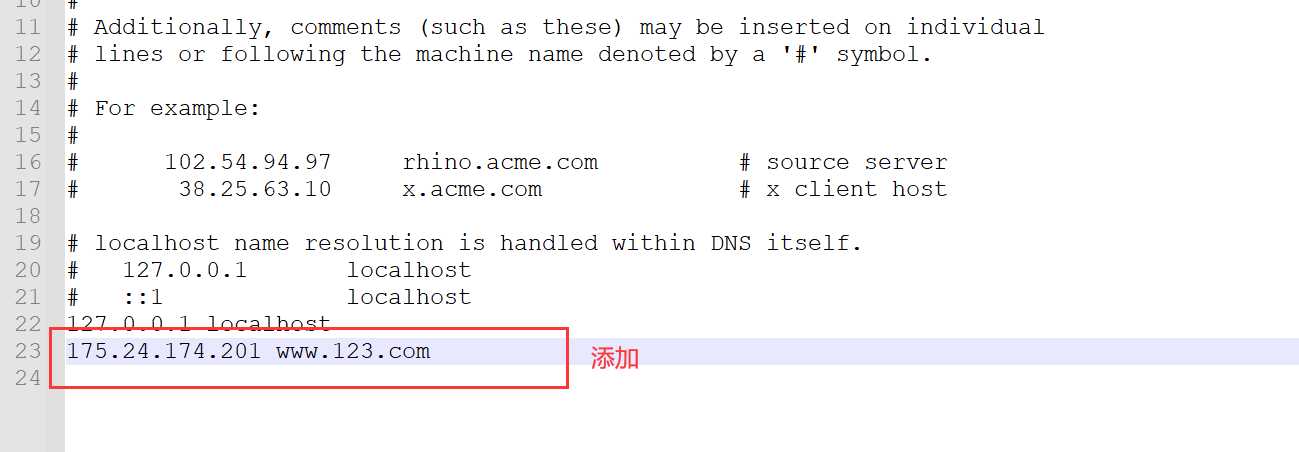 10 #
11 # Additionally, comments (such as these) may be inserted on individual
12 # lines or following the machine name denoted by a '#' symbol.
13 #
14 # For example:
15 #
16 #      102.54.94.97     rhino.acme.com          # source server
17 #       38.25.63.10     x.acme.com              # x client host
18
19 # localhost name resolution is handled within DNS itself.
20 #   127.0.0.1       localhost
21 #   ::1             localhost
22 127.0.0.1 localhost
23 175.24.174.201 www.123.com 添加
24